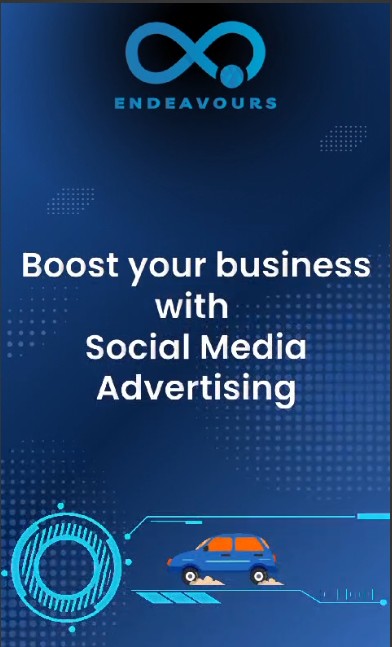 ENDEAVOURS
Boost your business
with
Social Media
Advertising